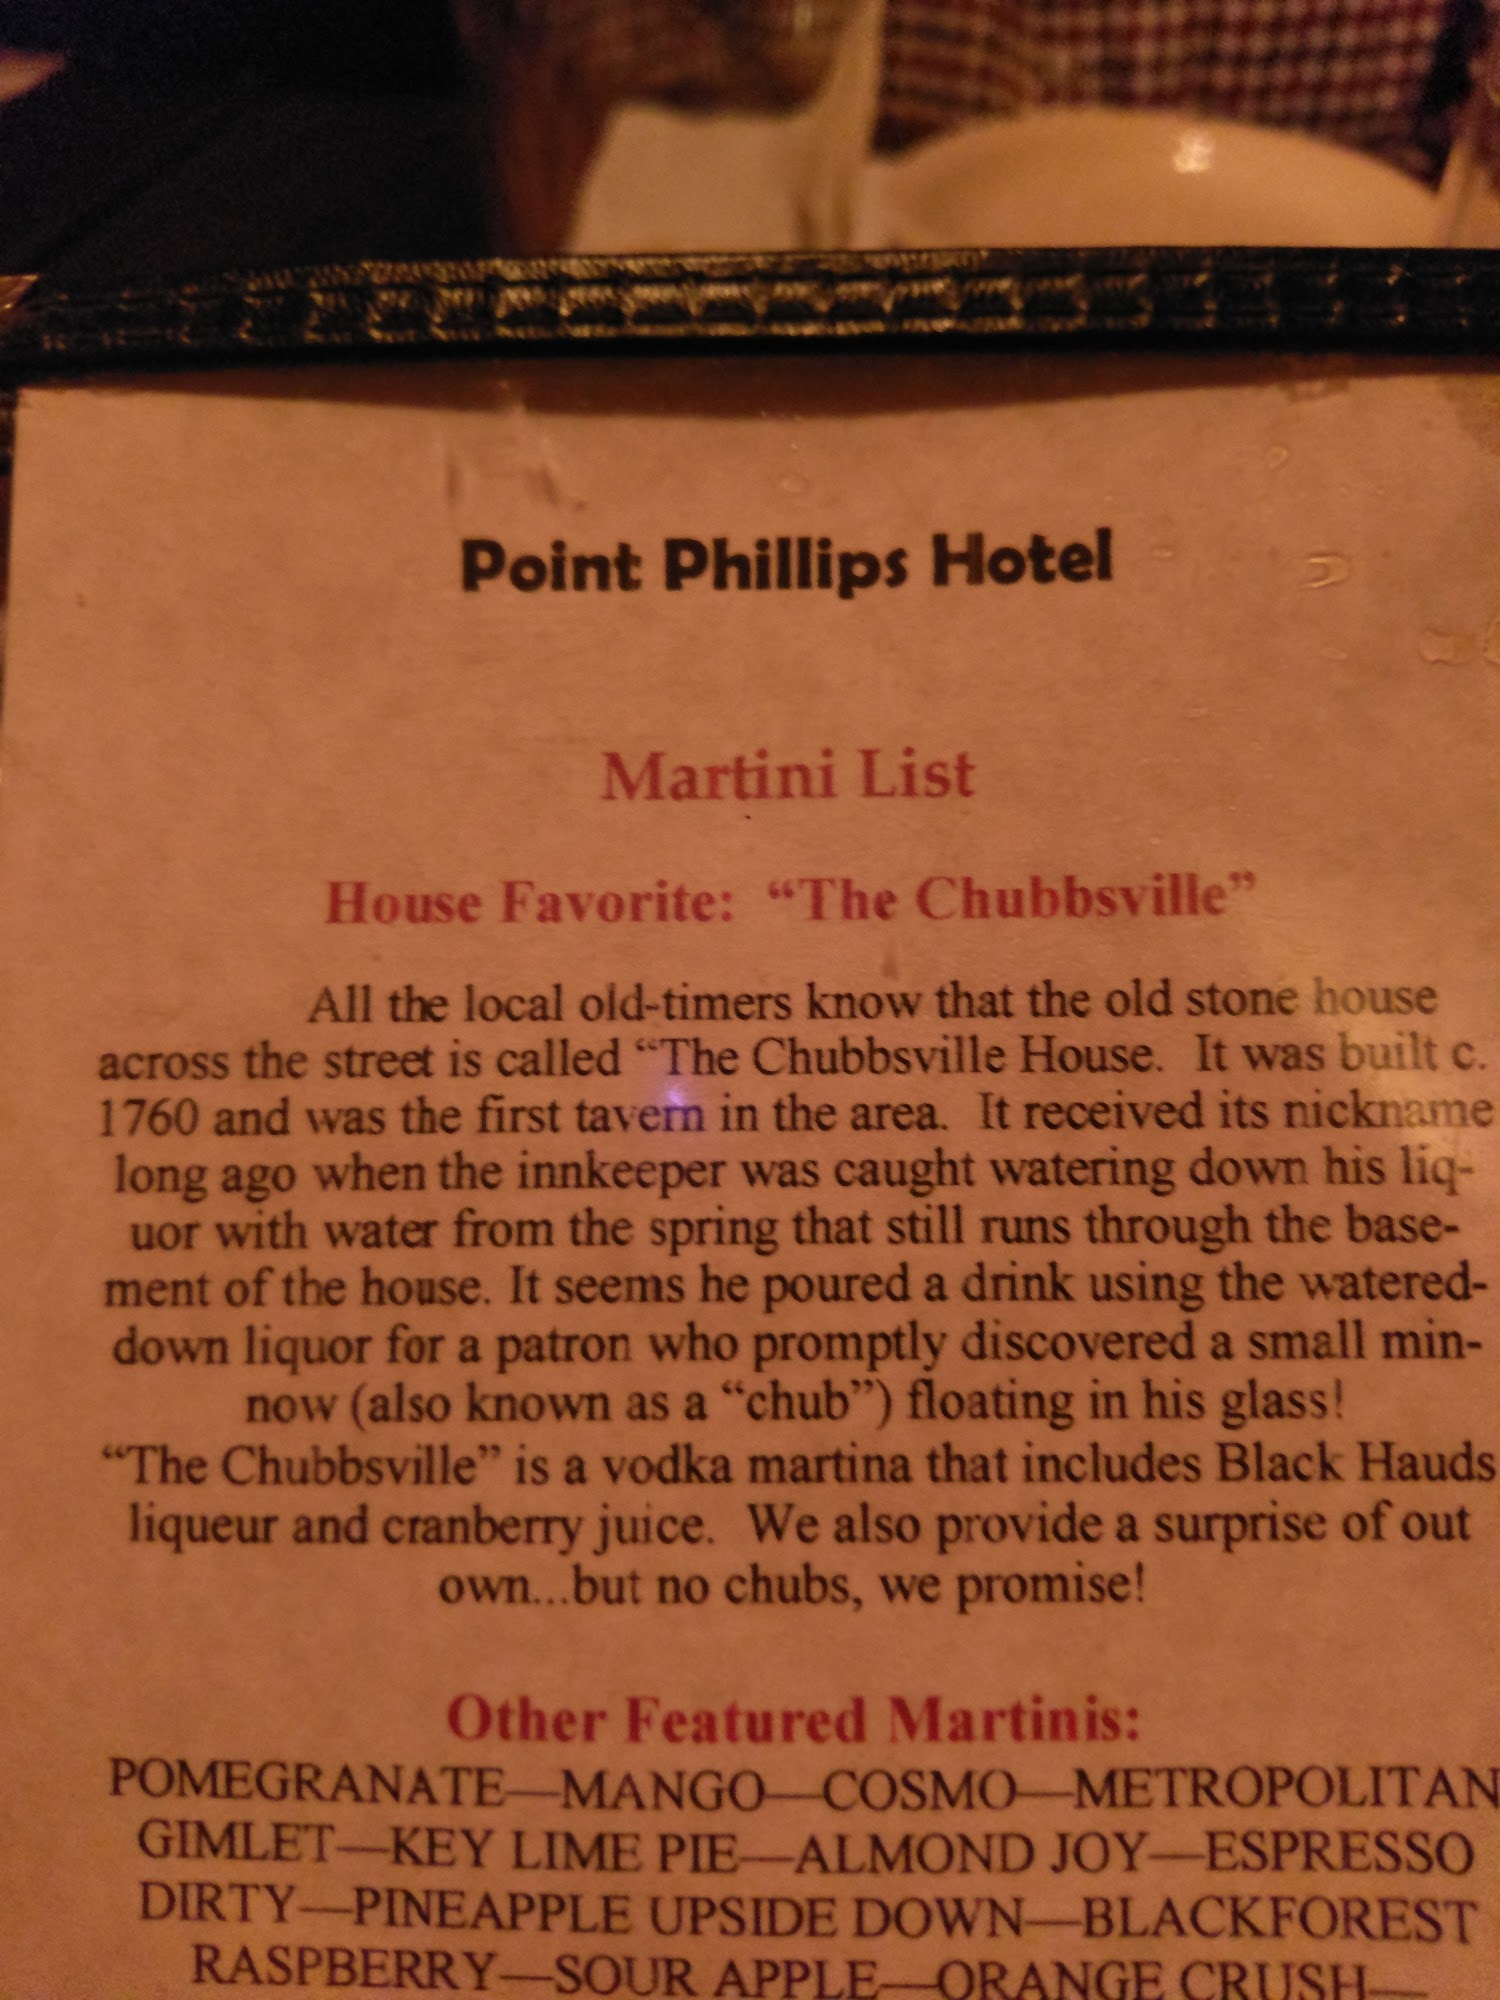 Point Phillips Hotel
Martini List
House Favorite:  “The Chubbsville”
All the local old-timers know that the old stone house
across the street is called “The Chubbsville House.  It was built c.
1760 and was the first tavern in the area.  It received its nickname
long ago when the innkeeper was caught watering down his liq-
uor with water from the spring that still runs through the base-
ment of the house. It seems he poured a drink using the watered-
down liquor for a patron who promptly discovered a small min-
now (also known as a “chub”) floating in his glass!
“The Chubbsville” is a vodka martina that includes Black Hauds
liqueur and cranberry juice.  We also provide a surprise of out
own...but no chubs, we promise!
Other Featured Martinis:
POMEGRANATE—MANGO—COSMO—METROPOLITAN
GIMLET—KEY LIME PIE—ALMOND JOY—ESPRESSO
DIRTY—PINEAPPLE UPSIDE DOWN—BLACKFOREST
RASPBERRY—SOUR APPLE—ORANGE CRUSH—